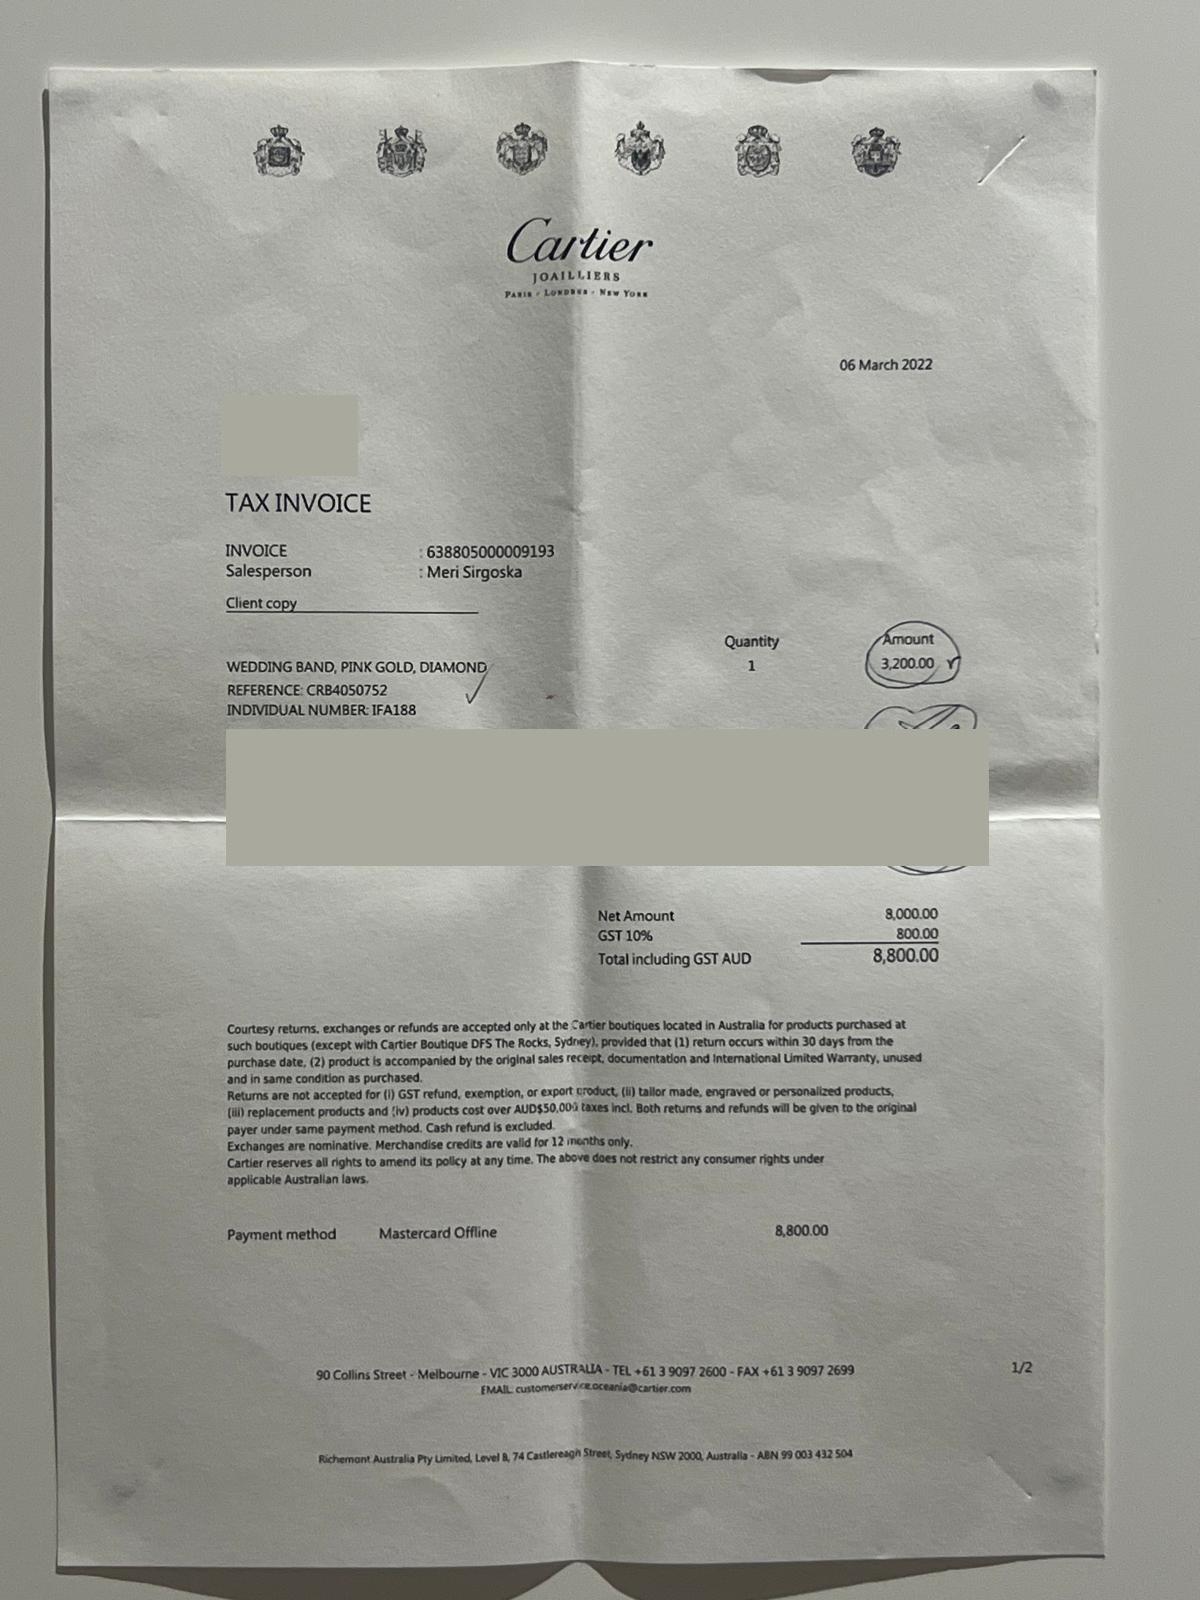 Cartier
JOAILLIERS
PARIS - LONDRES - NEW YORK
06 March 2022
TAX INVOICE
INVOICE : 638805000009193
Salesperson : Meri Sirgoska
Client copy
Quantity Amount
WEDDING BAND, PINK GOLD, DIAMOND 1 3,200.00
REFERENCE: CRB4050752
INDIVIDUAL NUMBER: IFA188
Net Amount 8,000.00
GST 10% 800.00
Total including GST AUD 8,800.00
Courtesy returns, exchanges or refunds are accepted only at the Cartier boutiques located in Australia for products purchased at
such boutiques (except with Cartier Boutique DFS The Rocks, Sydney), provided that (1) return occurs within 30 days from the
purchase date, (2) product is accompanied by the original sales receipt, documentation and International Limited Warranty, unused
and in same condition as purchased.
Returns are not accepted for (i) GST refund, exemption, or export product, (ii) tailor made, engraved or personalized products,
(iii) replacement products and (iv) products cost over AUD$50,000 taxes incl. Both returns and refunds will be given to the original
payer under same payment method. Cash refund is excluded.
Exchanges are nominative. Merchandise credits are valid for 12 months only.
Cartier reserves all rights to amend its policy at any time. The above does not restrict any consumer rights under
applicable Australian laws.
Payment method Mastercard Offline 8,800.00
90 Collins Street - Melbourne - VIC 3000 AUSTRALIA - TEL +61 3 9097 2600 - FAX +61 3 9097 2699
1/2
EMAIL: customerservice.oceania@cartier.com
Richemont Australia Pty Limited, Level 8, 74 Castlereagh Street, Sydney NSW 2000, Australia - ABN 99 003 432 504